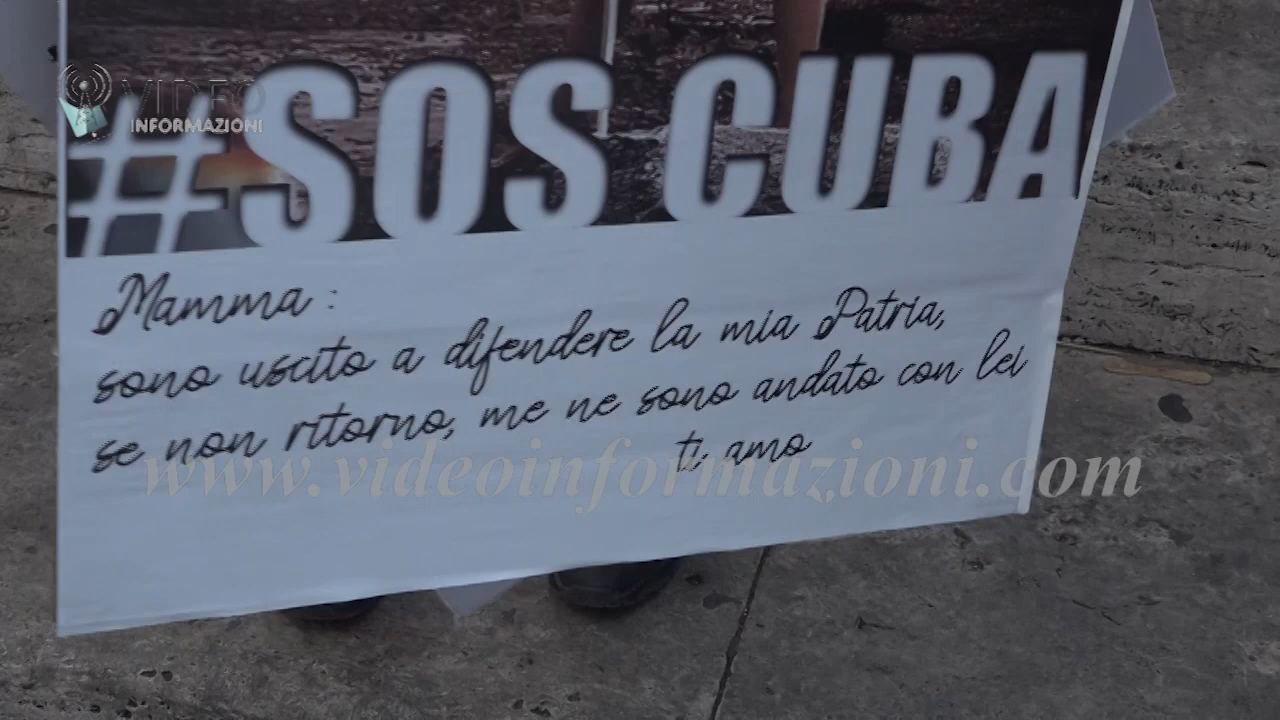 VIDEO
INFORMAZIONI
#SOS CUBA
Mamma :
sono uscito a difendere la mia Patria,
se non ritorno, me ne sono andato con lei
ti amo
www.videoinformazioni.com